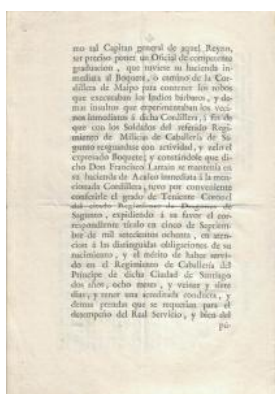 mo tal Capitan general de aquel Reyno,
ser preciso poner un Oficial de competente
graduacion, que tuviese su hacienda in-
mediata al Boquete, ó camino de la Cor-
dillera de Maipo para contener los robos
que executaban los Indios bárbaros, y de-
mas insultos que experimentaban los veci-
nos inmediatos á dicha Cordillera, á fin de
que con los Soldados del referido Regi-
miento de Milicias de Caballería de Sa-
gunto resguardase con actividad, y zelo el
expresado Boquete; y constándole que di-
cho Don Francisco Larrain se mantenia en
su hacienda de Aculeo inmediata á la men-
cionada Cordillera, tuvo por conveniente
conferirle el grado de Teniente Coronel
del citado Regimiento de Dragones de
Sagunto, expidiendo á su favor el cor-
respondiente título en cinco de Septiem-
bre de mil setecientos ochenta, en aten-
cion á las distinguidas obligaciones de su
nacimiento, y el mérito de haber servi-
do en el Regimiento de Caballería del
Príncipe de dicha Ciudad de Santiago
dos años, ocho meses, y veinte y siete
dias, y tener una acreditada conducta, y
demas prendas que se requerian para el
desempeño del Real Servicio, y bien del
pú-